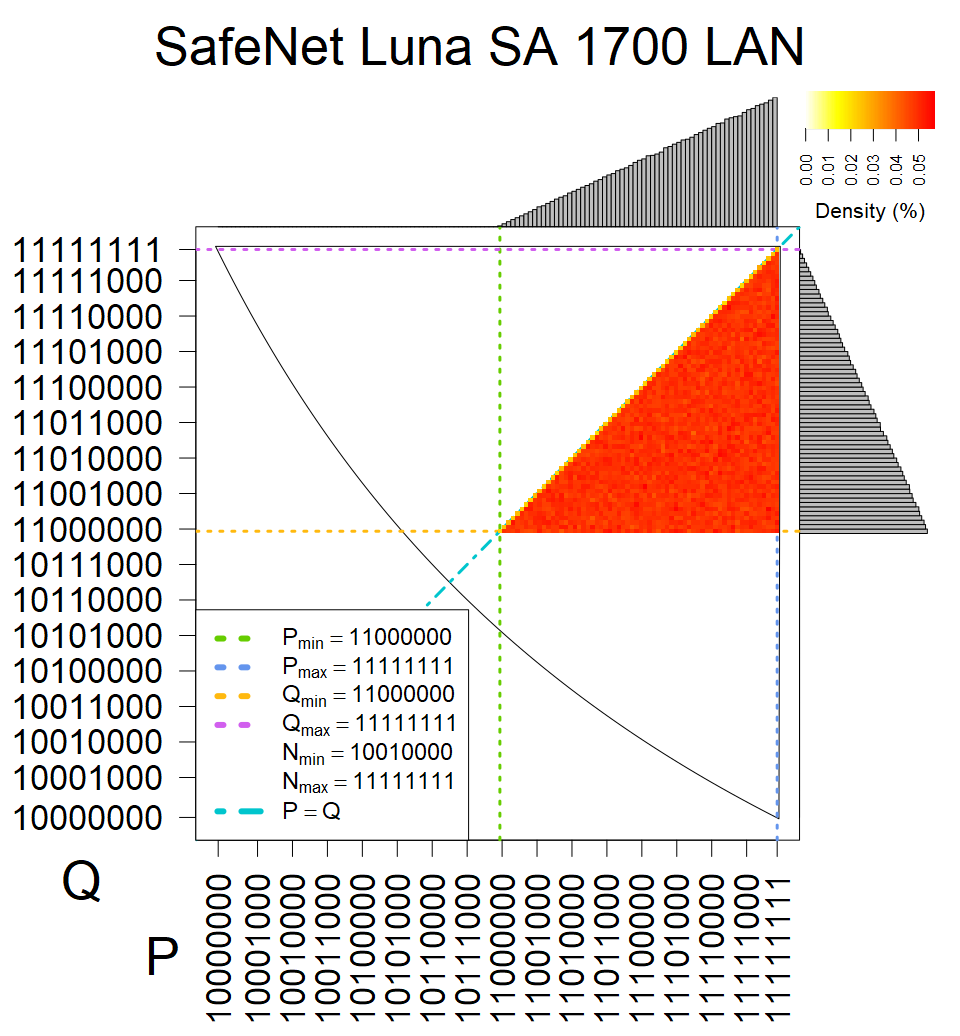 SafeNet Luna SA 1700 LAN
0.00 0.01 0.02 0.03 0.04 0.05
Density (%)
11111111
11111000
11110000
11101000
11100000
11011000
11010000
11001000
11000000
10111000
10110000
10101000
10100000
10011000
10010000
10001000
10000000
Pmin = 11000000
Pmax = 11111111
Qmin = 11000000
Qmax = 11111111
Nmin = 10010000
Nmax = 11111111
P = Q
Q
P
10000000
10001000
10010000
10011000
10100000
10101000
10110000
10111000
11000000
11001000
11010000
11011000
11100000
11101000
11110000
11111000
11111111